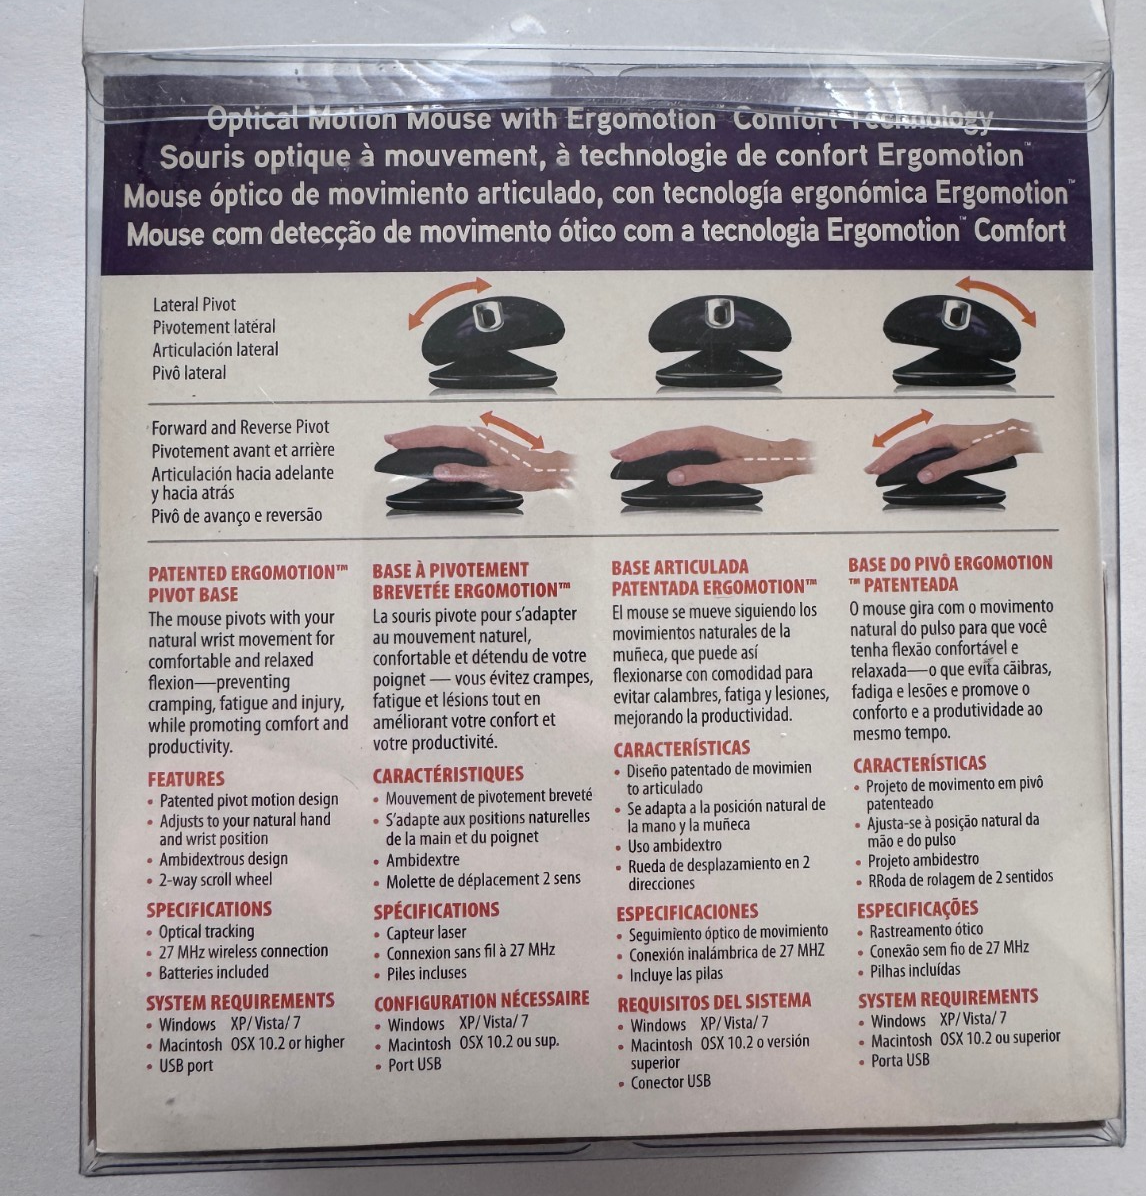 Optical Motion Mouse with Ergomotion™ Comfort Technology
Souris optique à mouvement, à technologie de confort Ergomotion™
Mouse óptico de movimiento articulado, con tecnología ergonómica Ergomotion™
Mouse com detecção de movimento ótico com a tecnologia Ergomotion™ Comfort
Lateral Pivot
Pivotement latéral
Articulación lateral
Pivô lateral
Forward and Reverse Pivot
Pivotement avant et arrière
Articulación hacia adelante
y hacia atrás
Pivô de avanço e reversão
PATENTED ERGOMOTION™
PIVOT BASE
The mouse pivots with your
natural wrist movement for
comfortable and relaxed
flexion—preventing
cramping, fatigue and injury,
while promoting comfort and
productivity.
FEATURES
• Patented pivot motion design
• Adjusts to your natural hand
and wrist position
• Ambidextrous design
• 2-way scroll wheel
SPECIFICATIONS
• Optical tracking
• 27 MHz wireless connection
• Batteries included
SYSTEM REQUIREMENTS
• Windows XP/Vista/7
• Macintosh OSX 10.2 or higher
• USB port
BASE À PIVOTEMENT
BREVETÉE ERGOMOTION™
La souris pivote pour s'adapter
au mouvement naturel,
confortable et détendu de votre
poignet — vous évitez crampes,
fatigue et lésions tout en
améliorant votre confort et
votre productivité.
CARACTÉRISTIQUES
• Mouvement de pivotement breveté
• S'adapte aux positions naturelles
de la main et du poignet
• Ambidextre
• Molette de déplacement 2 sens
SPÉCIFICATIONS
• Capteur laser
• Connexion sans fil à 27 MHz
• Piles incluses
CONFIGURATION NÉCESSAIRE
• Windows XP/Vista/7
• Macintosh OSX 10.2 ou sup.
• Port USB
BASE ARTICULADA
PATENTADA ERGOMOTION™
El mouse se mueve siguiendo los
movimientos naturales de la
muñeca, que puede así
flexionarse con comodidad para
evitar calambres, fatiga y lesiones,
mejorando la productividad.
CARACTERÍSTICAS
• Diseño patentado de movimien
to articulado
• Se adapta a la posición natural de
la mano y la muñeca
• Uso ambidextro
• Rueda de desplazamiento en 2
direcciones
ESPECIFICACIONES
• Seguimiento óptico de movimiento
• Conexión inalámbrica de 27 MHZ
• Incluye las pilas
REQUISITOS DEL SISTEMA
• Windows XP/Vista/7
• Macintosh OSX 10.2 o versión
superior
• Conector USB
BASE DO PIVÔ ERGOMOTION
™ PATENTEADA
O mouse gira com o movimento
natural do pulso para que você
tenha flexão confortável e
relaxada—o que evita cãibras,
fadiga e lesões e promove o
conforto e a produtividade ao
mesmo tempo.
CARACTERÍSTICAS
• Projeto de movimento em pivô
patenteado
• Ajusta-se à posição natural da
mão e do pulso
• Projeto ambidestro
• RRoda de rolagem de 2 sentidos
ESPECIFICAÇÕES
• Rastreamento ótico
• Conexão sem fio de 27 MHz
• Pilhas incluídas
SYSTEM REQUIREMENTS
• Windows XP/Vista/7
• Macintosh OSX 10.2 ou superior
• Porta USB